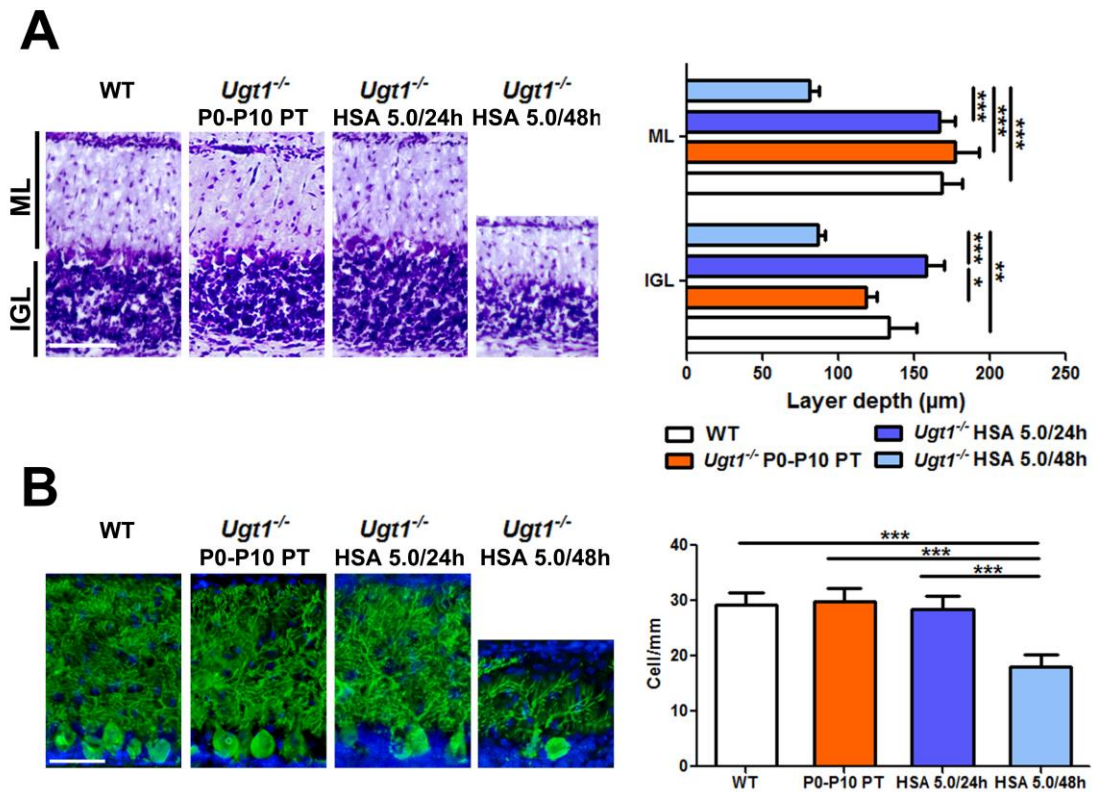 A
WT
Ugt1-/-
P0-P10 PT
Ugt1-/-
HSA 5.0/24h
Ugt1-/-
HSA 5.0/48h
ML
IGL
ML
IGL
***
***
***
***
*
**
0 50 100 150 200 250
Layer depth (µm)
WT
Ugt1-/- HSA 5.0/24h
Ugt1-/- P0-P10 PT
Ugt1-/- HSA 5.0/48h
B
WT
Ugt1-/-
P0-P10 PT
Ugt1-/-
HSA 5.0/24h
Ugt1-/-
HSA 5.0/48h
***
***
***
Cell/mm
40
30
20
10
0
WT P0-P10 PT HSA 5.0/24h HSA 5.0/48h